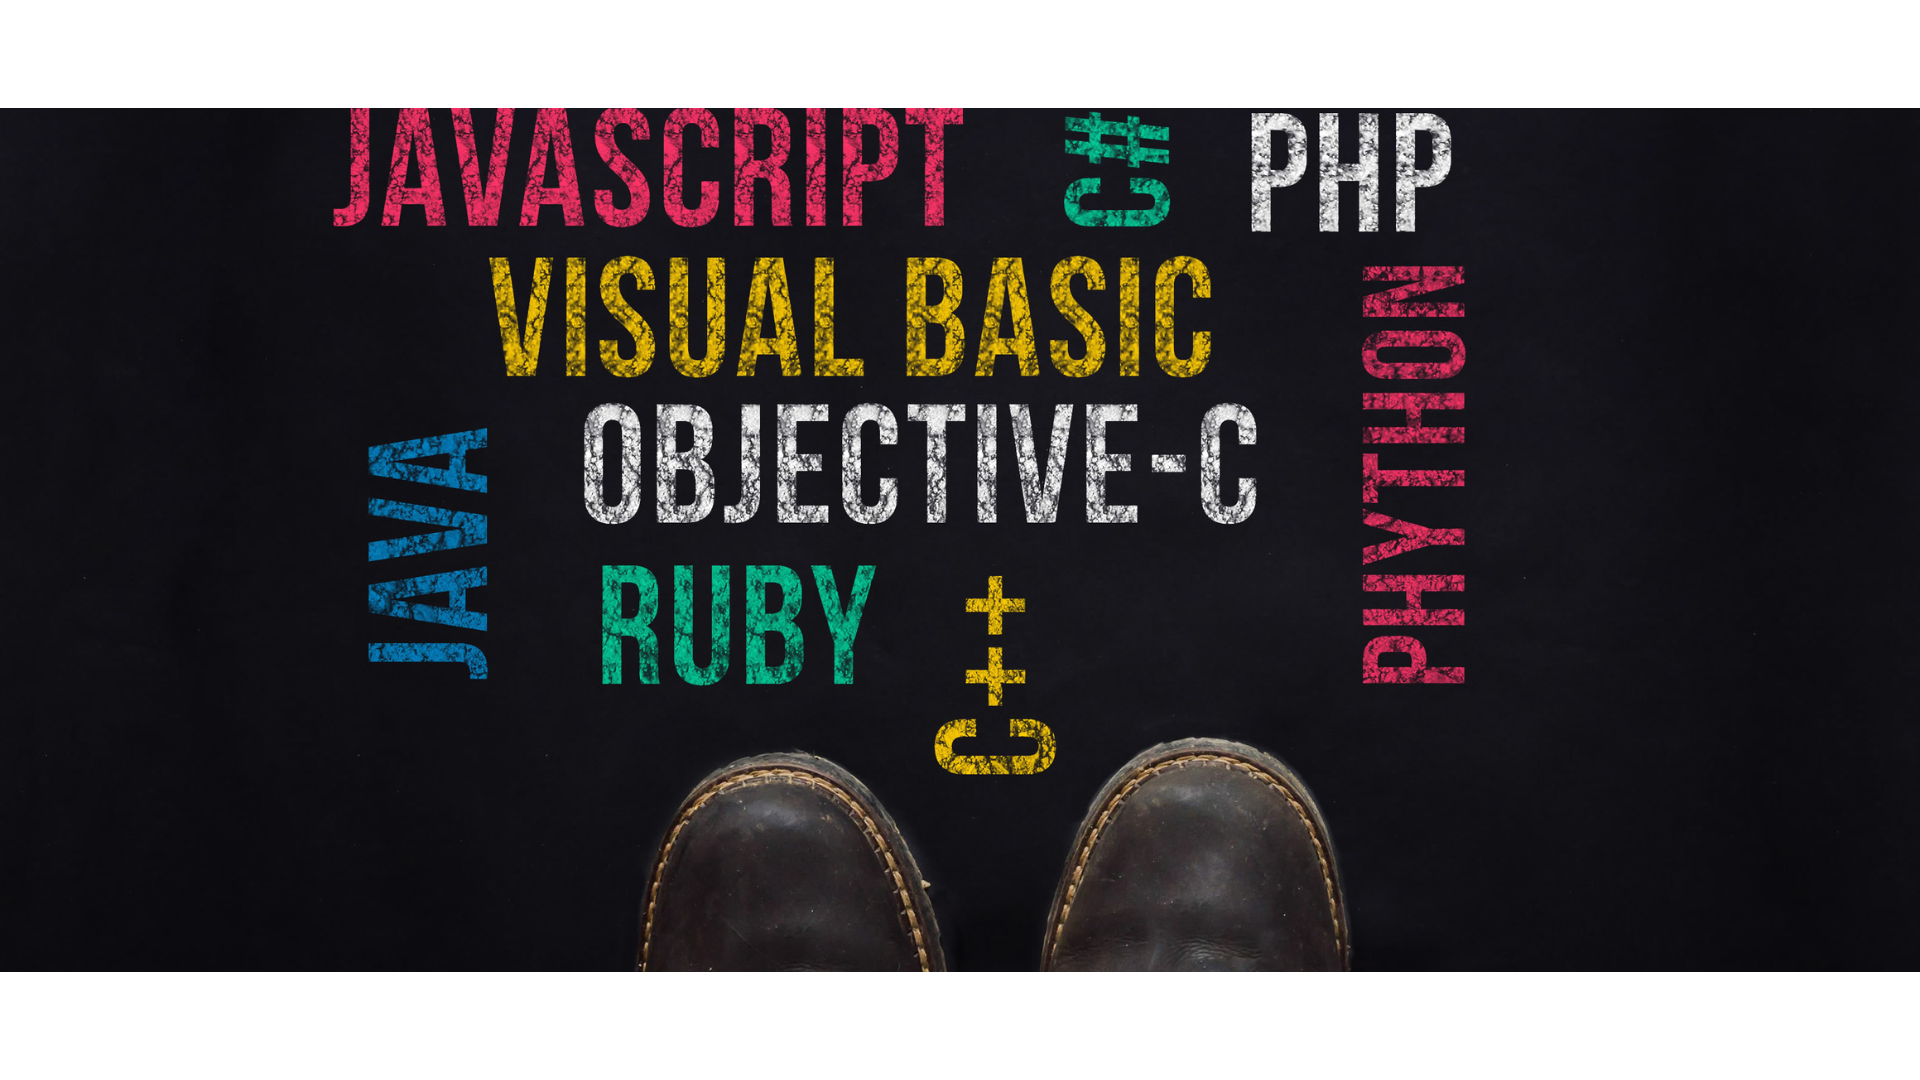 JAVASCRIPT
C#
PHP
VISUAL BASIC
PHYTHON
OBJECTIVE-C
JAVA
RUBY
C++